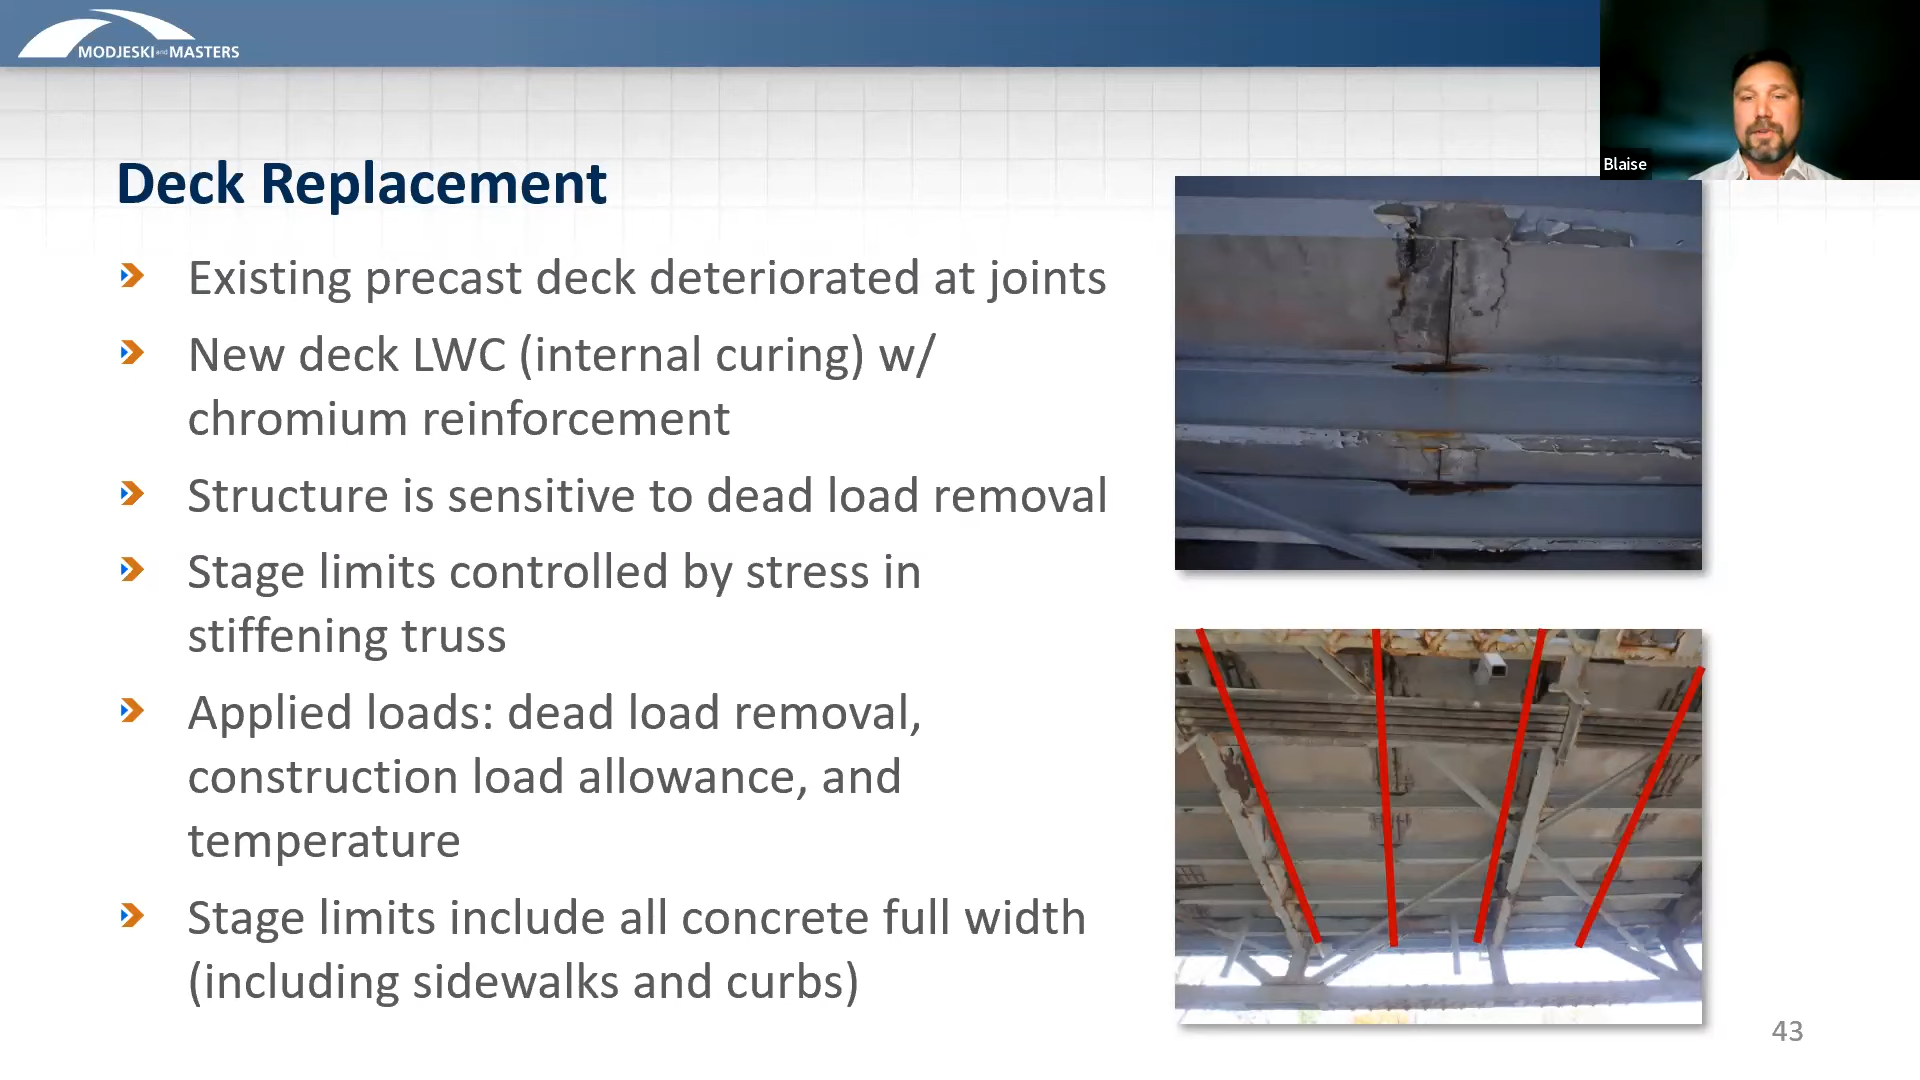 MODJESKI and MASTERS
Blaise
Deck Replacement
Existing precast deck deteriorated at joints
New deck LWC (internal curing) w/
chromium reinforcement
Structure is sensitive to dead load removal
Stage limits controlled by stress in
stiffening truss
Applied loads: dead load removal,
construction load allowance, and
temperature
Stage limits include all concrete full width
(including sidewalks and curbs)
43